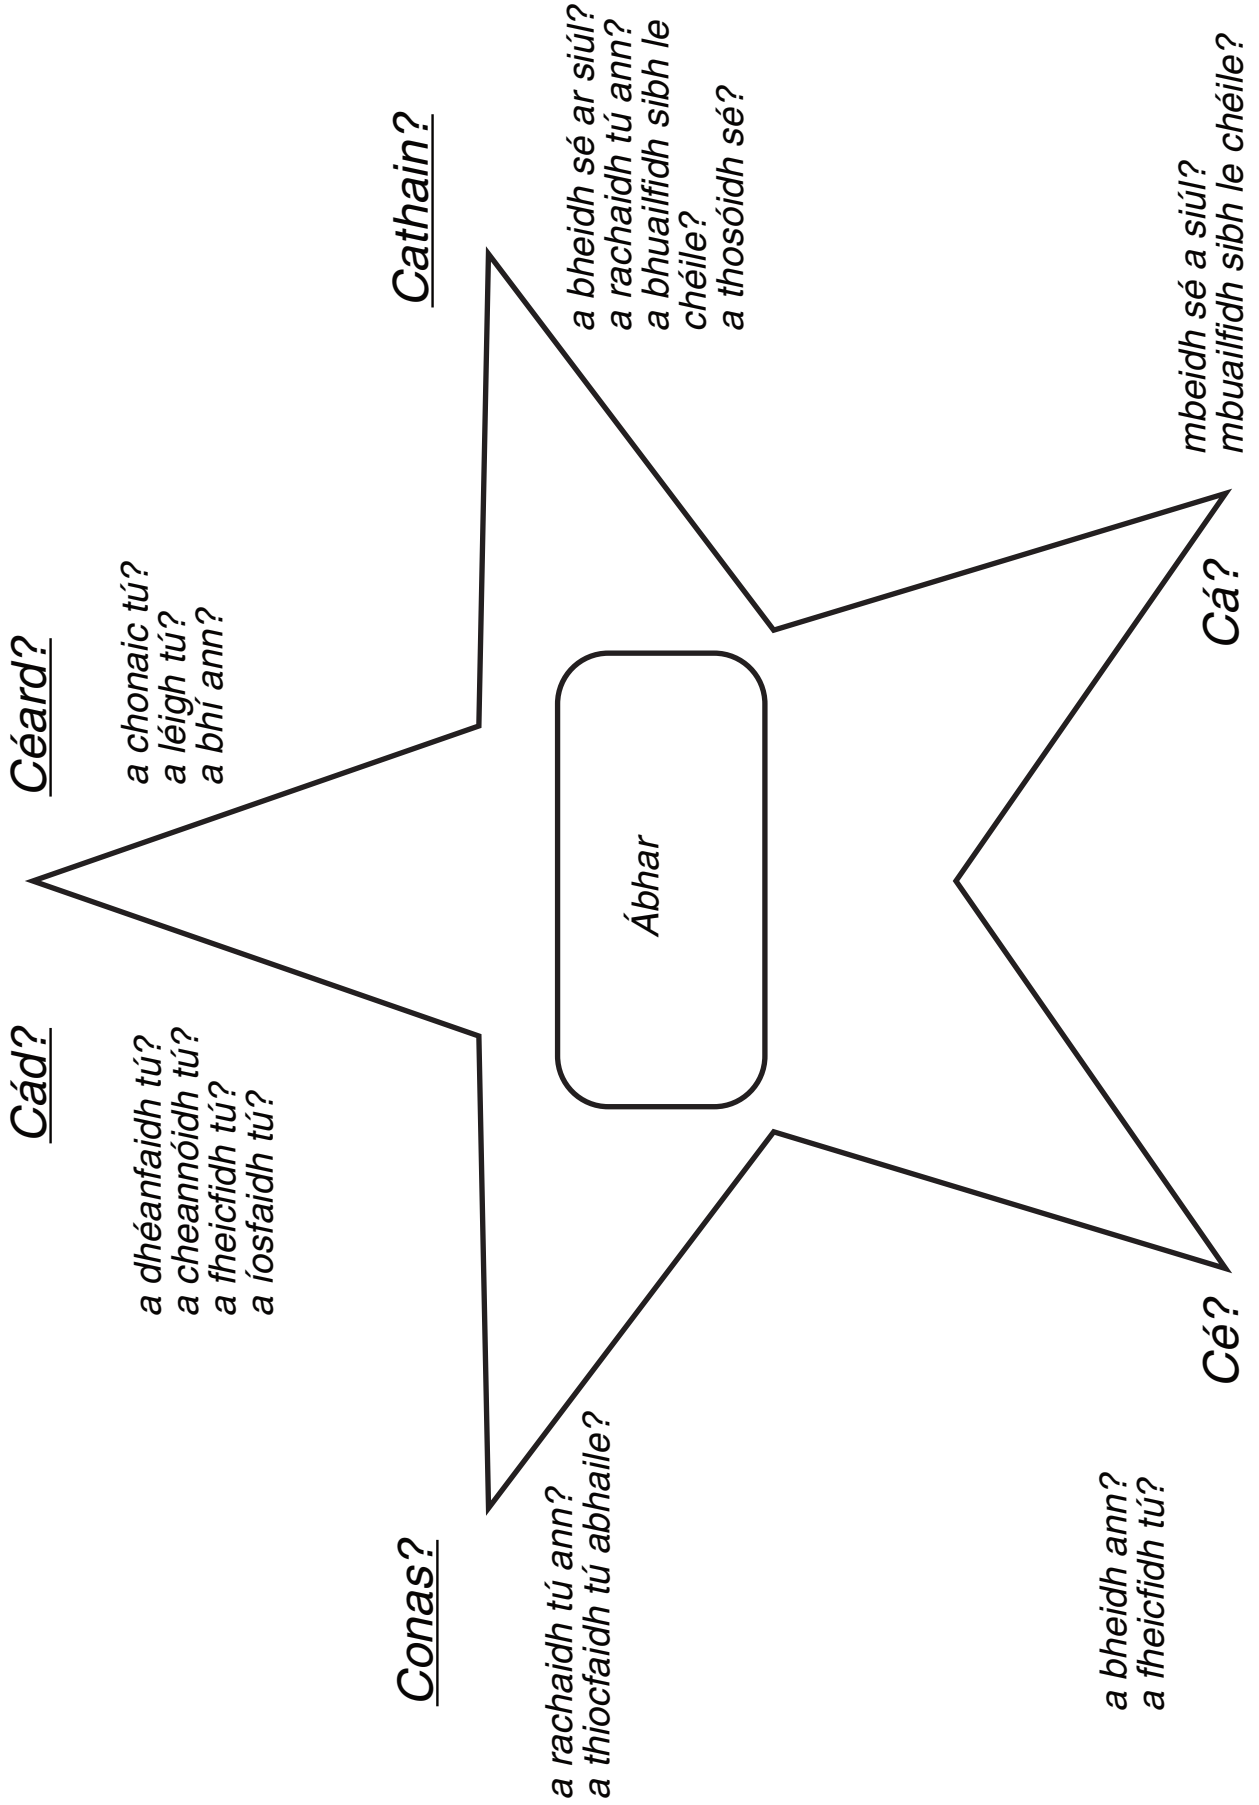 Cád?
a dhéanfaidh tú?
a cheannóidh tú?
a fheicfidh tú?
a íosfaidh tú?
Céard?
a chonaic tú?
a léigh tú?
a bhí ann?
Conas?
a rachaidh tú ann?
a thiocfaidh tú abhaile?
Cathain?
a bheidh sé ar siúl?
a rachaidh tú ann?
a bhuailfidh sibh le
chéile?
a thosóidh sé?
Ábhar
Cé?
a bheidh ann?
a fheicfidh tú?
Cá?
mbeidh sé a siúl?
mbuailfidh sibh le chéile?